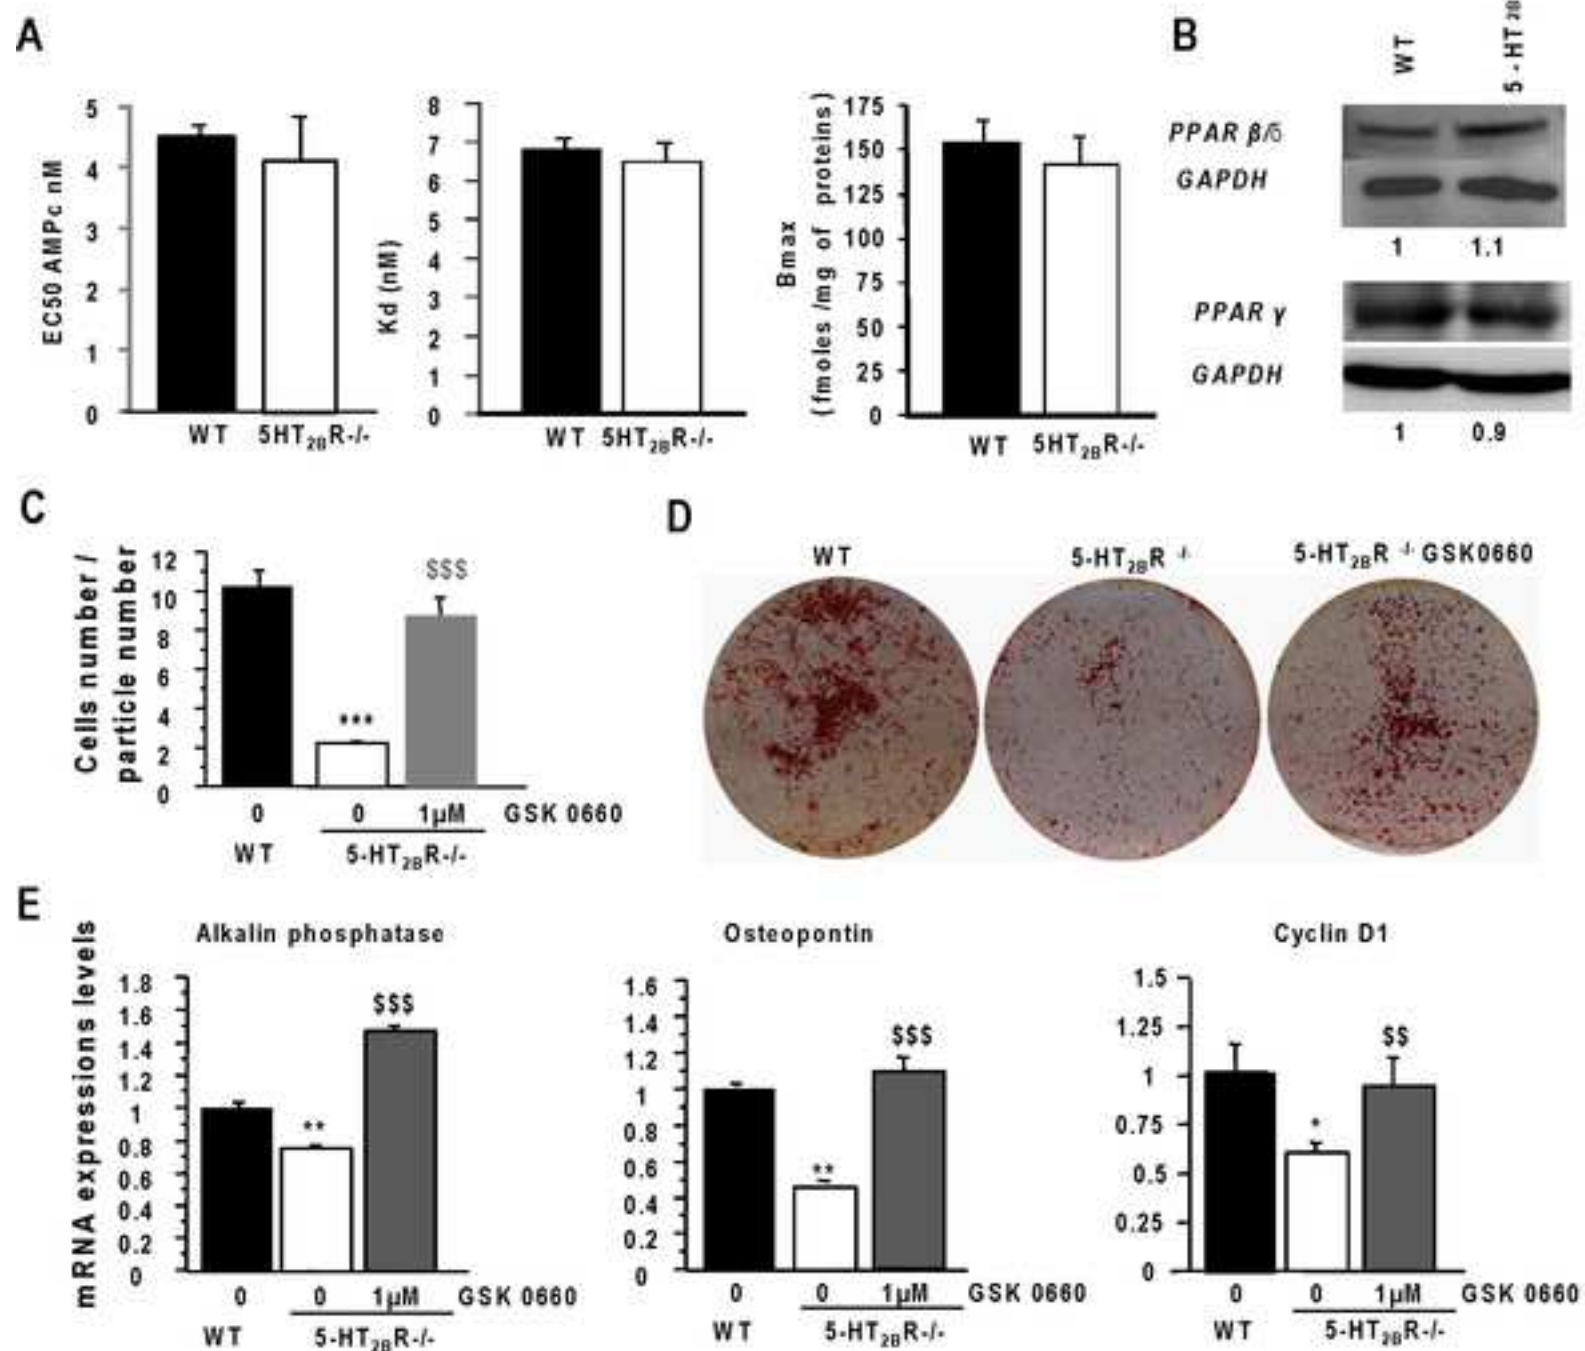 A
5
4
3
2
1
0
EC50 AMPc nM
WT 5HT2BR-/-
8
7
6
5
4
3
2
1
0
Kd (nM)
WT 5HT2BR-/-
175
150
125
100
75
50
25
0
Bmax
(fmoles /mg of proteins)
WT 5HT2BR-/-
B
WT
5-HT2B
PPAR β/δ
GAPDH
1 1.1
PPAR γ
GAPDH
1 0.9
C
Cells number /
particle number
12
10
8
6
4
2
0
***
$$$
0 0 1µM GSK 0660
WT 5-HT2BR-/-
D
WT 5-HT2BR -/- 5-HT2BR -/- GSK0660
E
mRNA expressions levels
Alkalin phosphatase
1.8
1.6
1.4
1.2
1
0.8
0.6
0.4
0.2
0
**
$$$
0 0 1µM GSK 0660
WT 5-HT2BR-/-
Osteopontin
1.6
1.4
1.2
1
0.8
0.6
0.4
0.2
0
**
$$$
0 0 1µM GSK 0660
WT 5-HT2BR-/-
Cyclin D1
1.5
1.25
1
0.75
0.5
0.25
0
*
$$
0 0 1µM GSK 0660
WT 5-HT2BR-/-